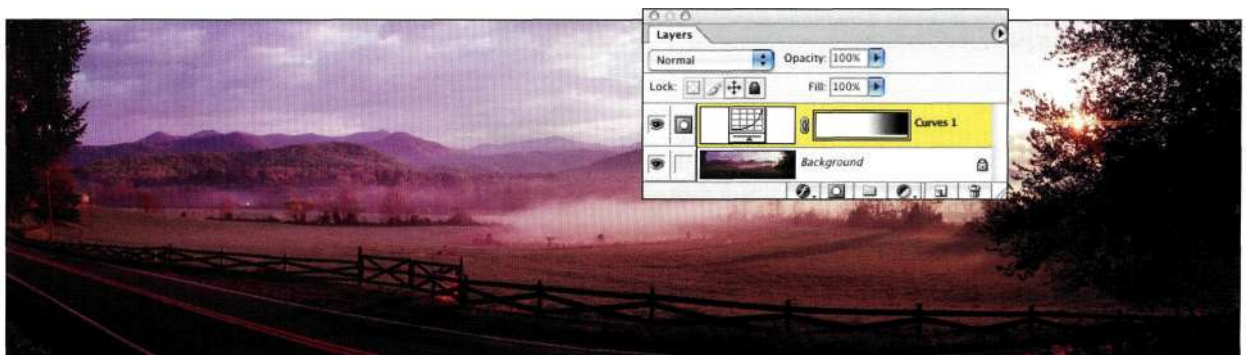 Layers
Normal Opacity: 100%
Lock: Fill: 100%
Curves 1
Background